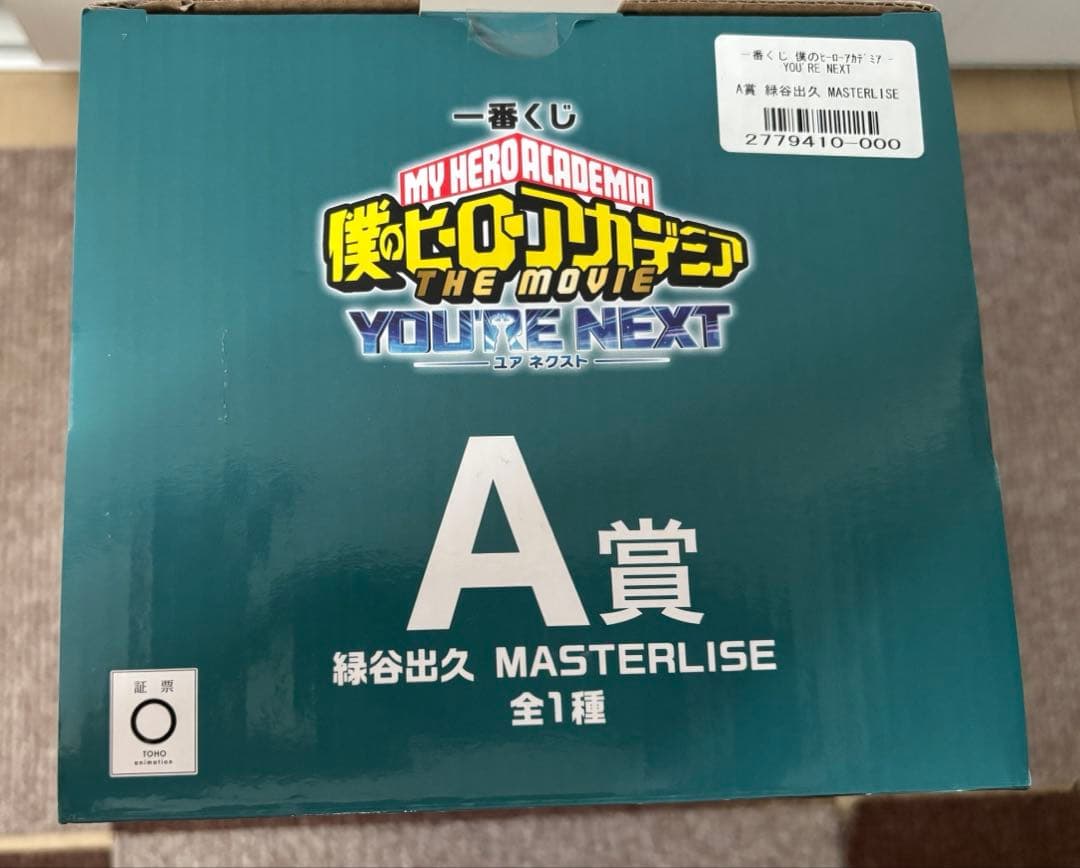 一番くじ 僕のﾋｰﾛｰｱｶﾃﾞﾐｱ -
YOU'RE NEXT
A賞 緑谷出久 MASTERLISE
2779410-000
一番くじ
MY HERO ACADEMIA
僕のヒーローアカデミア
THE MOVIE
YOU'RE NEXT
ユア ネクスト
A賞
緑谷出久 MASTERLISE
全1種
証票
TOHO
animation